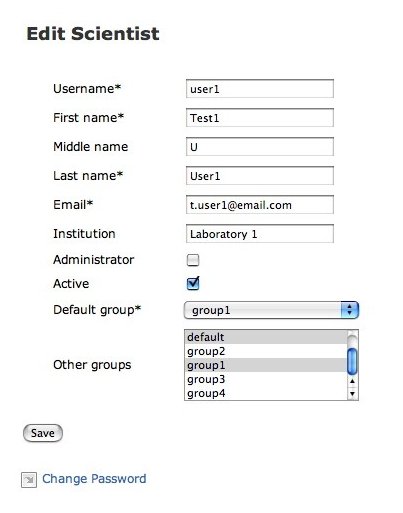 Edit Scientist
Username* user1
First name* Test1
Middle name U
Last name* User1
Email* t.user1@email.com
Institution Laboratory 1
Administrator
Active
Default group* group1
default
group2
Other groups group1
group3
group4
Save
Change Password